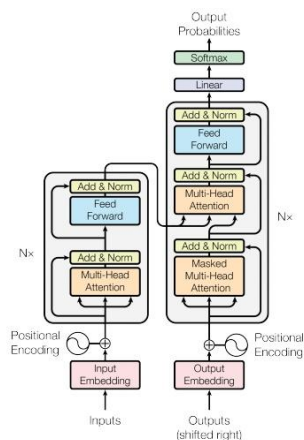 Output
Probabilities
Softmax
Linear
Add & Norm
Feed
Forward
Add & Norm
Multi-Head
Attention
Add & Norm
Masked
Multi-Head
Attention
N×
Add & Norm
Feed
Forward
N×
Add & Norm
Multi-Head
Attention
Positional
Encoding
Positional
Encoding
Input
Embedding
Output
Embedding
Inputs
Outputs
(shifted right)